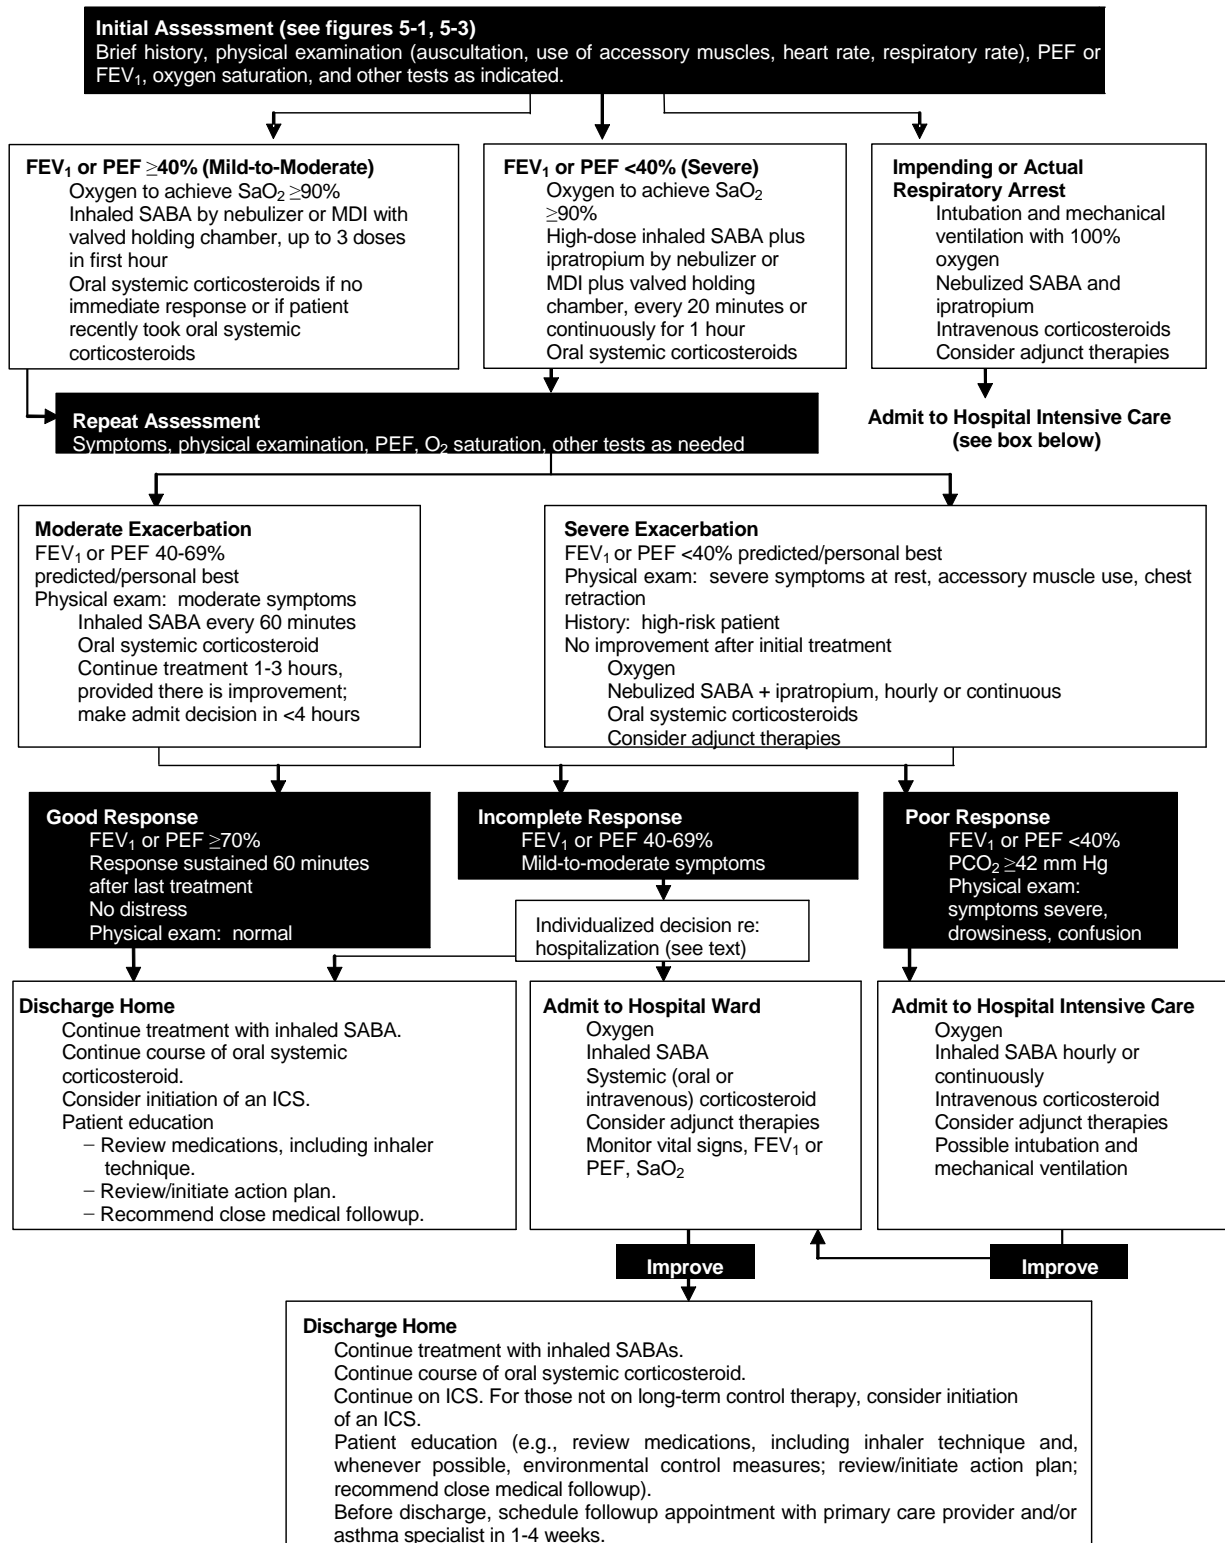 Initial Assessment (see figures 5-1, 5-3)
Brief history, physical examination (auscultation, use of accessory muscles, heart rate, respiratory rate), PEF or
FEV₁, oxygen saturation, and other tests as indicated.
FEV₁ or PEF ≥40% (Mild-to-Moderate)
Oxygen to achieve SaO₂ ≥90%
Inhaled SABA by nebulizer or MDI with
valved holding chamber, up to 3 doses
in first hour
Oral systemic corticosteroids if no
immediate response or if patient
recently took oral systemic
corticosteroids
FEV₁ or PEF <40% (Severe)
Oxygen to achieve SaO₂
≥90%
High-dose inhaled SABA plus
ipratropium by nebulizer or
MDI plus valved holding
chamber, every 20 minutes or
continuously for 1 hour
Oral systemic corticosteroids
Impending or Actual
Respiratory Arrest
Intubation and mechanical
ventilation with 100%
oxygen
Nebulized SABA and
ipratropium
Intravenous corticosteroids
Consider adjunct therapies
Admit to Hospital Intensive Care
(see box below)
Repeat Assessment
Symptoms, physical examination, PEF, O₂ saturation, other tests as needed
Moderate Exacerbation
FEV₁ or PEF 40-69%
predicted/personal best
Physical exam: moderate symptoms
Inhaled SABA every 60 minutes
Oral systemic corticosteroid
Continue treatment 1-3 hours,
provided there is improvement;
make admit decision in <4 hours
Severe Exacerbation
FEV₁ or PEF <40% predicted/personal best
Physical exam: severe symptoms at rest, accessory muscle use, chest
retraction
History: high-risk patient
No improvement after initial treatment
Oxygen
Nebulized SABA + ipratropium, hourly or continuous
Oral systemic corticosteroids
Consider adjunct therapies
Good Response
FEV₁ or PEF ≥70%
Response sustained 60 minutes
after last treatment
No distress
Physical exam: normal
Incomplete Response
FEV₁ or PEF 40-69%
Mild-to-moderate symptoms
Poor Response
FEV₁ or PEF <40%
PCO₂ ≥42 mm Hg
Physical exam:
symptoms severe,
drowsiness, confusion
Individualized decision re:
hospitalization (see text)
Discharge Home
Continue treatment with inhaled SABA.
Continue course of oral systemic
corticosteroid.
Consider initiation of an ICS.
Patient education
– Review medications, including inhaler
technique.
– Review/initiate action plan.
– Recommend close medical followup.
Admit to Hospital Ward
Oxygen
Inhaled SABA
Systemic (oral or
intravenous) corticosteroid
Consider adjunct therapies
Monitor vital signs, FEV₁ or
PEF, SaO₂
Admit to Hospital Intensive Care
Oxygen
Inhaled SABA hourly or
continuously
Intravenous corticosteroid
Consider adjunct therapies
Possible intubation and
mechanical ventilation
Improve
Improve
Discharge Home
Continue treatment with inhaled SABAs.
Continue course of oral systemic corticosteroid.
Continue on ICS. For those not on long-term control therapy, consider initiation
of an ICS.
Patient education (e.g., review medications, including inhaler technique and,
whenever possible, environmental control measures; review/initiate action plan;
recommend close medical followup).
Before discharge, schedule followup appointment with primary care provider and/or
asthma specialist in 1-4 weeks.